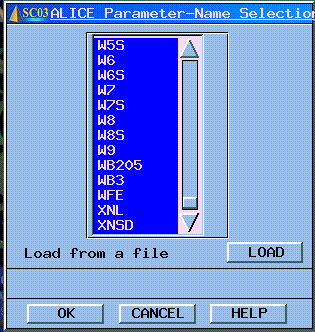 SC03 ALICE Parameter-Name Selection
W5S
W6
W6S
W7
W7S
W8
W8S
W9
WB205
WB3
WFE
XNL
XNSD
Load from a file LOAD
OK CANCEL HELP